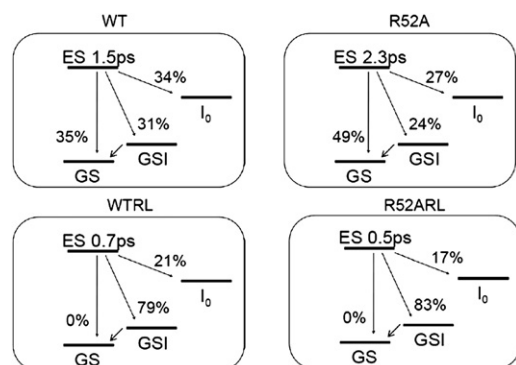 WT
ES 1.5ps
34%
I0
31%
35%
GSI
GS
R52A
ES 2.3ps
27%
I0
24%
49%
GSI
GS
WTRL
ES 0.7ps
21%
I0
79%
0%
GSI
GS
R52ARL
ES 0.5ps
17%
I0
83%
0%
GSI
GS